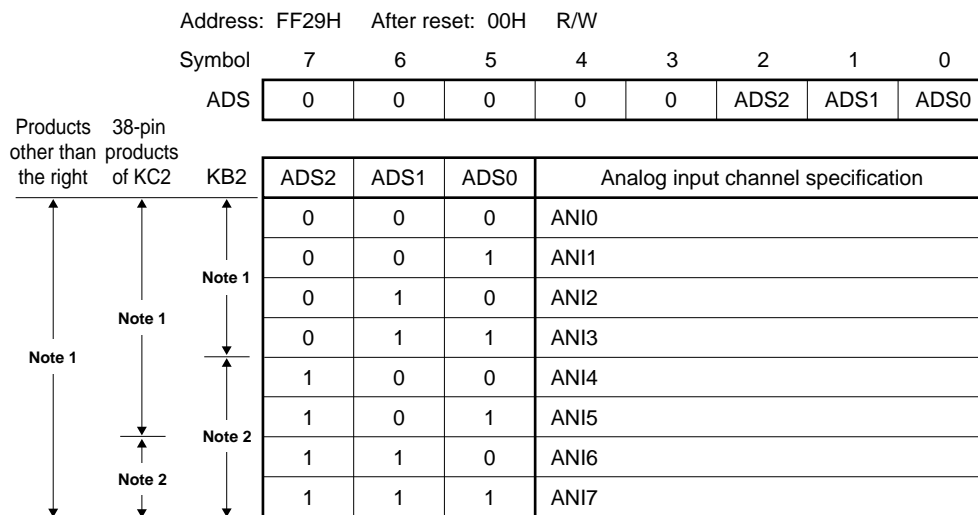 Address: FF29H After reset: 00H R/W
Symbol 7 6 5 4 3 2 1 0
ADS 0 0 0 0 0 ADS2 ADS1 ADS0
Products other than the right
38-pin products of KC2
KB2
ADS2 ADS1 ADS0 Analog input channel specification
0 0 0 ANI0
0 0 1 ANI1
Note 1
0 1 0 ANI2
Note 1
0 1 1 ANI3
Note 1
1 0 0 ANI4
1 0 1 ANI5
Note 2
1 1 0 ANI6
Note 2
1 1 1 ANI7